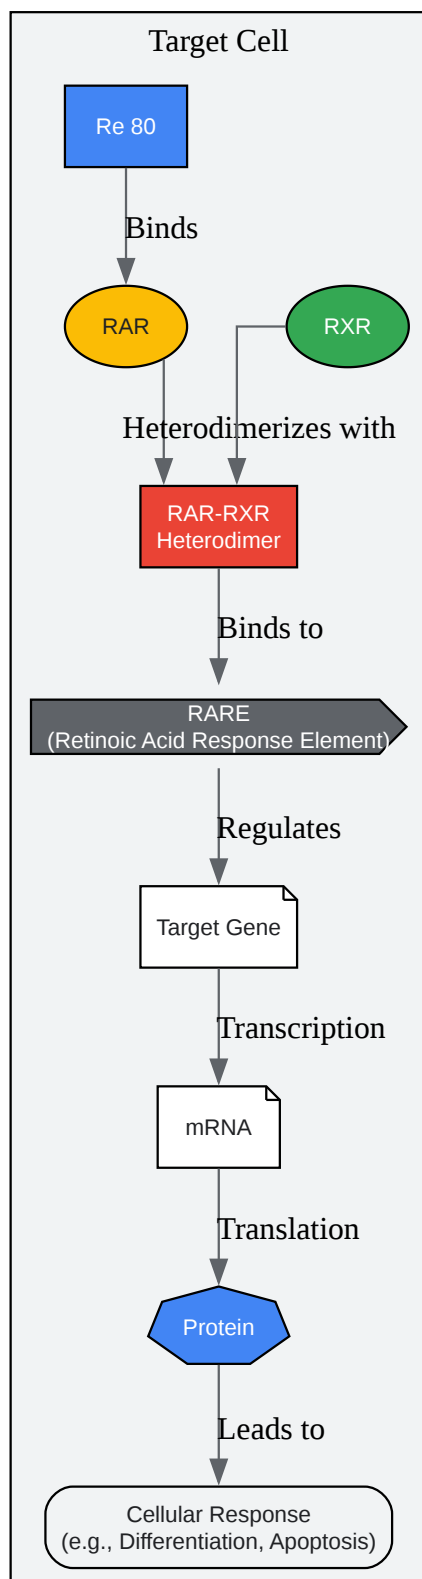 Target Cell
Re 80
Binds
RAR
RXR
Heterodimerizes with
RAR-RXR
Heterodimer
Binds to
RARE
(Retinoic Acid Response Element)
Regulates
Target Gene
Transcription
mRNA
Translation
Protein
Leads to
Cellular Response
(e.g., Differentiation, Apoptosis)